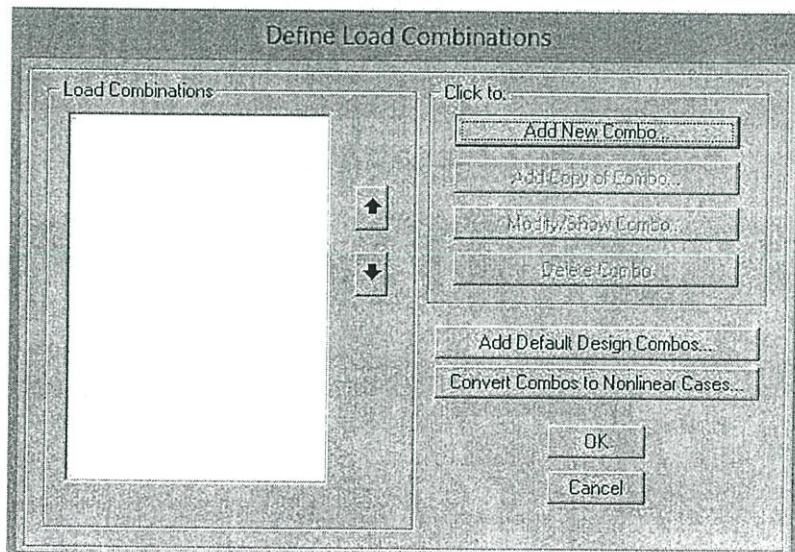 Define Load Combinations
Load Combinations
Click to:
Add New Combo...
Add Copy of Combo...
Modify/Show Combo...
Delete Combo
Add Default Design Combos...
Convert Combos to Nonlinear Cases...
OK
Cancel